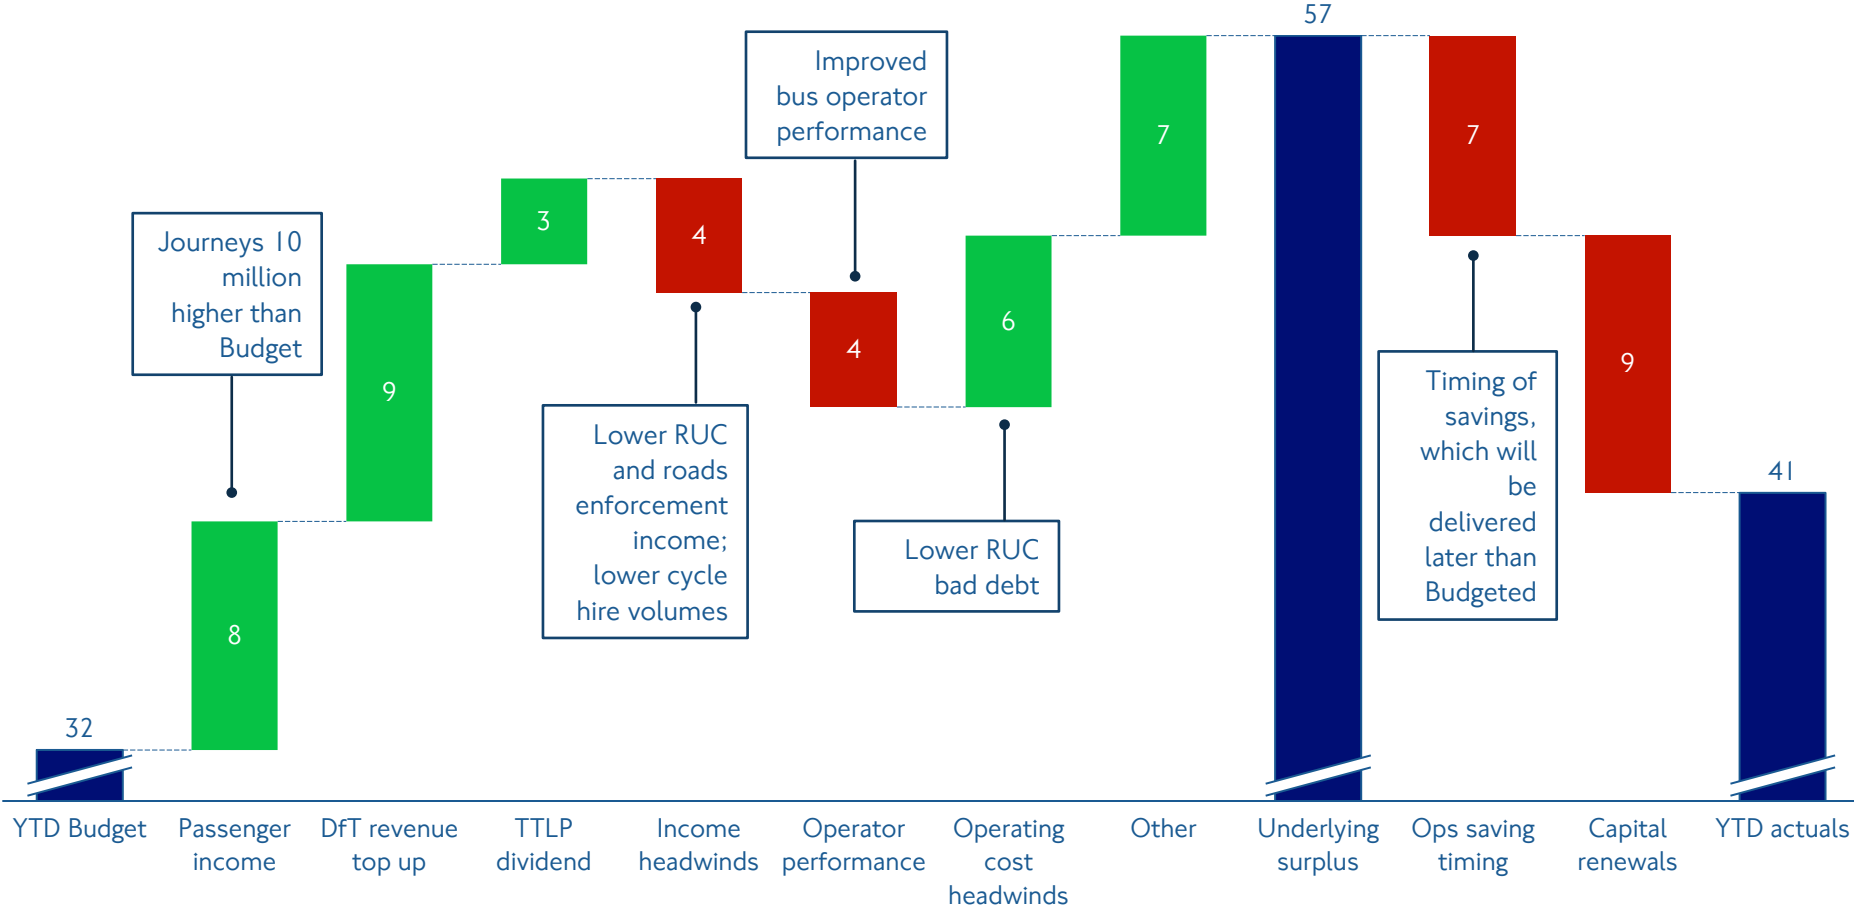 57
Improved
bus operator
performance
7
7
3
4
Journeys 10
million
higher than
Budget
9
4
6
9
Lower RUC
and roads
enforcement
income;
lower cycle
hire volumes
Timing of
savings,
which will
be
delivered
later than
Budgeted
41
Lower RUC
bad debt
8
32
YTD Budget
Passenger
income
DfT revenue
top up
TTLP
dividend
Income
headwinds
Operator
performance
Operating
cost
headwinds
Other
Underlying
surplus
Ops saving
timing
Capital
renewals
YTD actuals